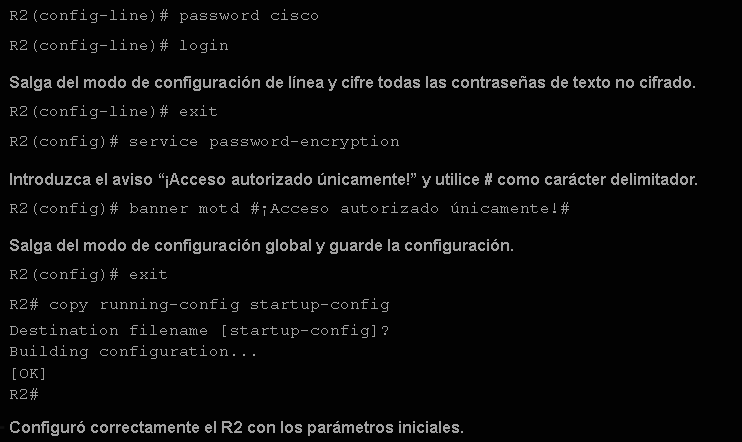 R2(config-line)# password cisco
R2(config-line)# login
Salga del modo de configuración de línea y cifre todas las contraseñas de texto no cifrado.
R2(config-line)# exit
R2(config)# service password-encryption
Introduzca el aviso “¡Acceso autorizado únicamente!” y utilice # como carácter delimitador.
R2(config)# banner motd #¡Acceso autorizado únicamente!#
Salga del modo de configuración global y guarde la configuración.
R2(config)# exit
R2# copy running-config startup-config
Destination filename [startup-config]?
Building configuration...
[OK]
R2#
Configuró correctamente el R2 con los parámetros iniciales.